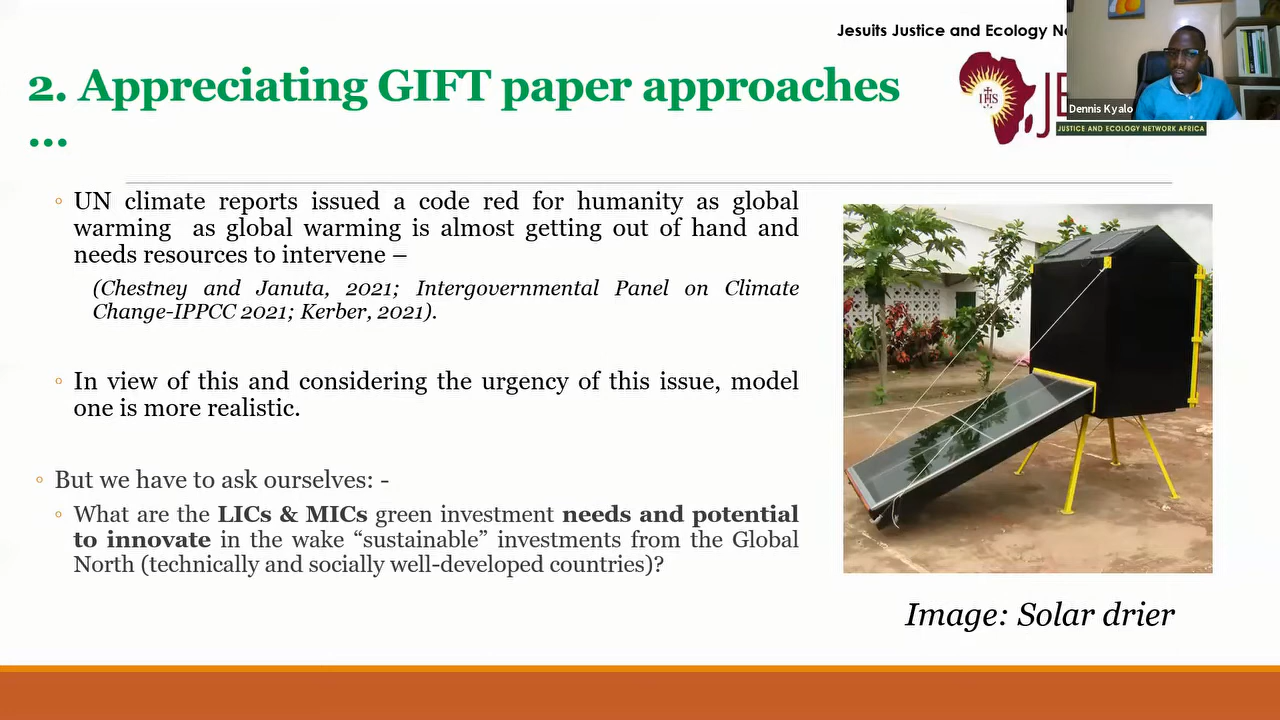 Jesuits Justice and Ecology
2. Appreciating GIFT paper approaches
...
IHS
Dennis Kyalo
JUSTICE AND ECOLOGY NETWORK AFRICA
◦ UN climate reports issued a code red for humanity as global
warming as global warming is almost getting out of hand and
needs resources to intervene –
(Chestney and Januta, 2021; Intergovernmental Panel on Climate
Change-IPPCC 2021; Kerber, 2021).
◦ In view of this and considering the urgency of this issue, model
one is more realistic.
◦ But we have to ask ourselves: -
◦ What are the LICs & MICs green investment needs and potential
to innovate in the wake “sustainable” investments from the Global
North (technically and socially well-developed countries)?
Image: Solar drier